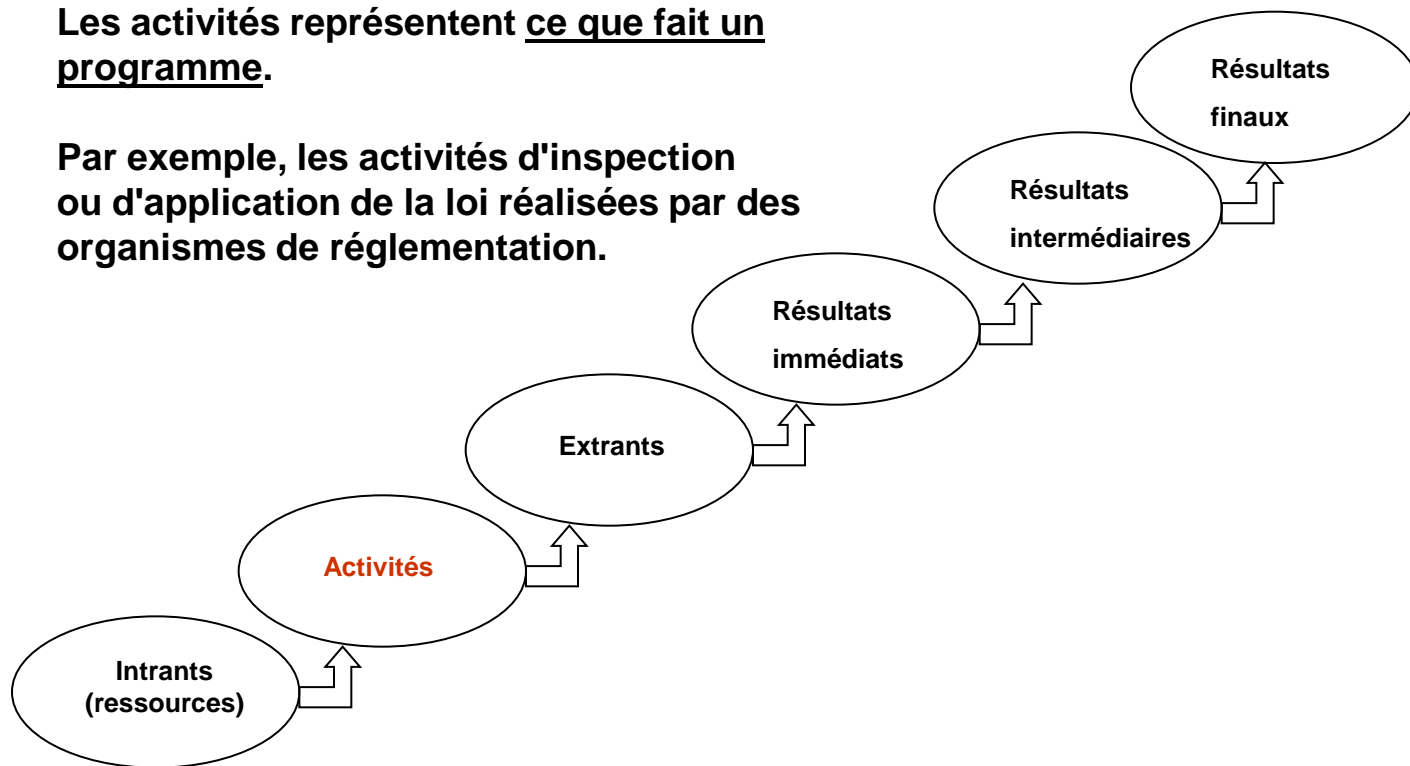 Les activités représentent ce que fait un
programme.
Par exemple, les activités d'inspection
ou d'application de la loi réalisées par des
organismes de réglementation.
Résultats
finaux
Résultats
intermédiaires
Résultats
immédiats
Extrants
Activités
Intrants
(ressources)